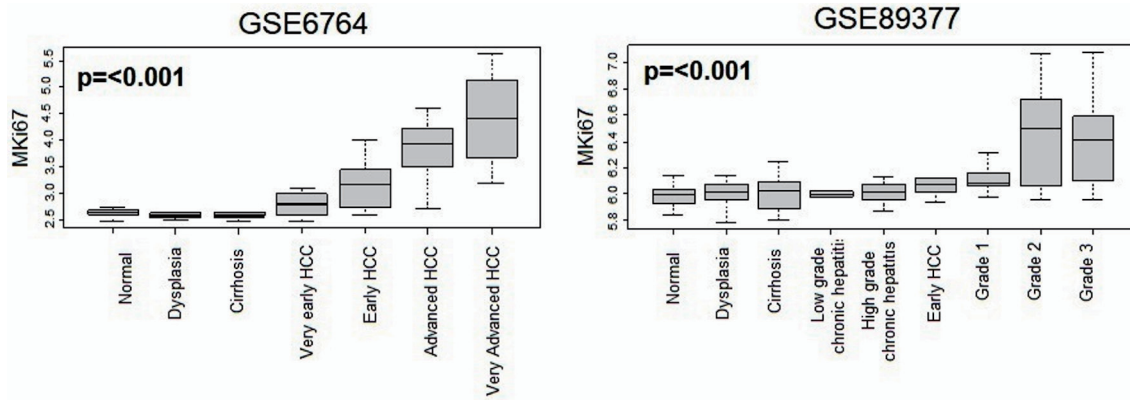 GSE6764
p=<0.001
MKi67
5.5
5.0
4.5
4.0
3.5
3.0
2.5
Normal
Dysplasia
Cirrhosis
Very early HCC
Early HCC
Advanced HCC
Very Advanced HCC
GSE89377
p=<0.001
MKi67
7.0
6.8
6.6
6.4
6.2
6.0
5.8
Normal
Dysplasia
Cirrhosis
Low grade
chronic hepatitis
High grade
chronic hepatitis
Early HCC
Grade 1
Grade 2
Grade 3